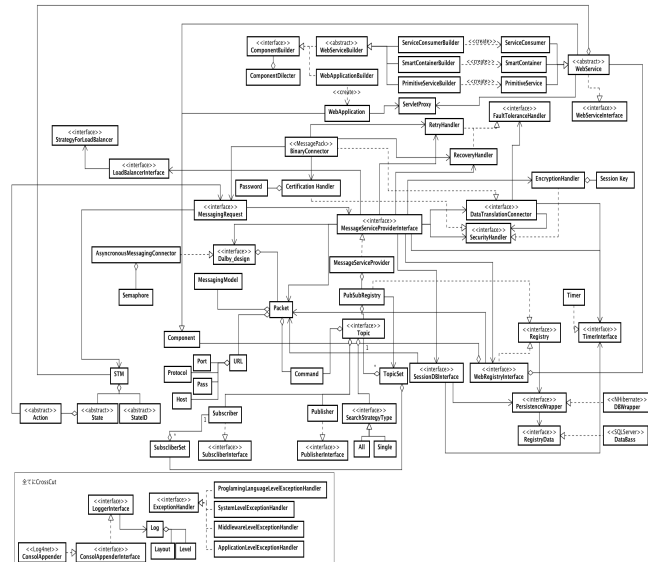 <<interface>>
ComponentBuilder
<<abstract>>
WebServiceBuilder
ServiceConsumerBuilder
<<create>>
ServiceConsumer
<<abstract>>
WebService
ComponentDilecter
WebApplicationBuilder
SmartContainerBuilder
<<create>>
SmartContainer
PrimitiveServiceBuilder
<<create>>
PrimitiveService
<<create>>
WebApplication
ServletProxy
<<interface>>
WebServiceInterface
<<interface>>
FaultToleranceHandler
RetryHandler
<<interface>>
StrategyForLoadBalancer
<<MessagePack>>
BinaryConnector
RecoveryHandler
<<interface>>
LoadBalancerInterface
Password
Certification Handler
EncryptionHandler
Session Key
<<interface>>
MessagingRequest
<<interface>>
MessageServiceProviderInterface
<<interface>>
DataTranslationConnector
<<interface>>
SecurityHandler
AsyncronousMessagingConnector
<<interface>>
Dalby_design
MessageServiceProvider
Semaphore
MessagingModel
PubSubRegistry
Timer
Packet
<<interface>>
Topic
<<interface>>
Registry
<<interface>>
TimerInterface
Component
1
Port
URL
Protocol
Pass
Host
Command
*
TopicSet
<<interface>>
SessionDBInterface
<<interface>>
WebRegistryInterface
STM
<<interface>>
PersistenceWrapper
<<NHibernate>>
DBWrapper
<<abstract>>
Action
<<abstract>>
State
<<abstract>>
StateID
1
Subscriber
Publisher
<<interface>>
SearchStrategyType
<<interface>>
RegistryData
<<SQLServer>>
DataBass
*
SubscliberSet
<<interface>>
SubscliberInterface
<<interface>>
PublisherInterface
All
Single
全てにCrossCut
<<interface>>
LoggerInterface
<<interface>>
ExceptionHandler
ProglamingLanguageLevelExceptionHandler
SystemLevelExceptionHandler
Log
MiddlewareLevelExceptionHandler
<<Log4net>>
ConsolAppender
<<interface>>
ConsolAppenderInterface
Layout
Level
ApplicationLevelExceptionHandler